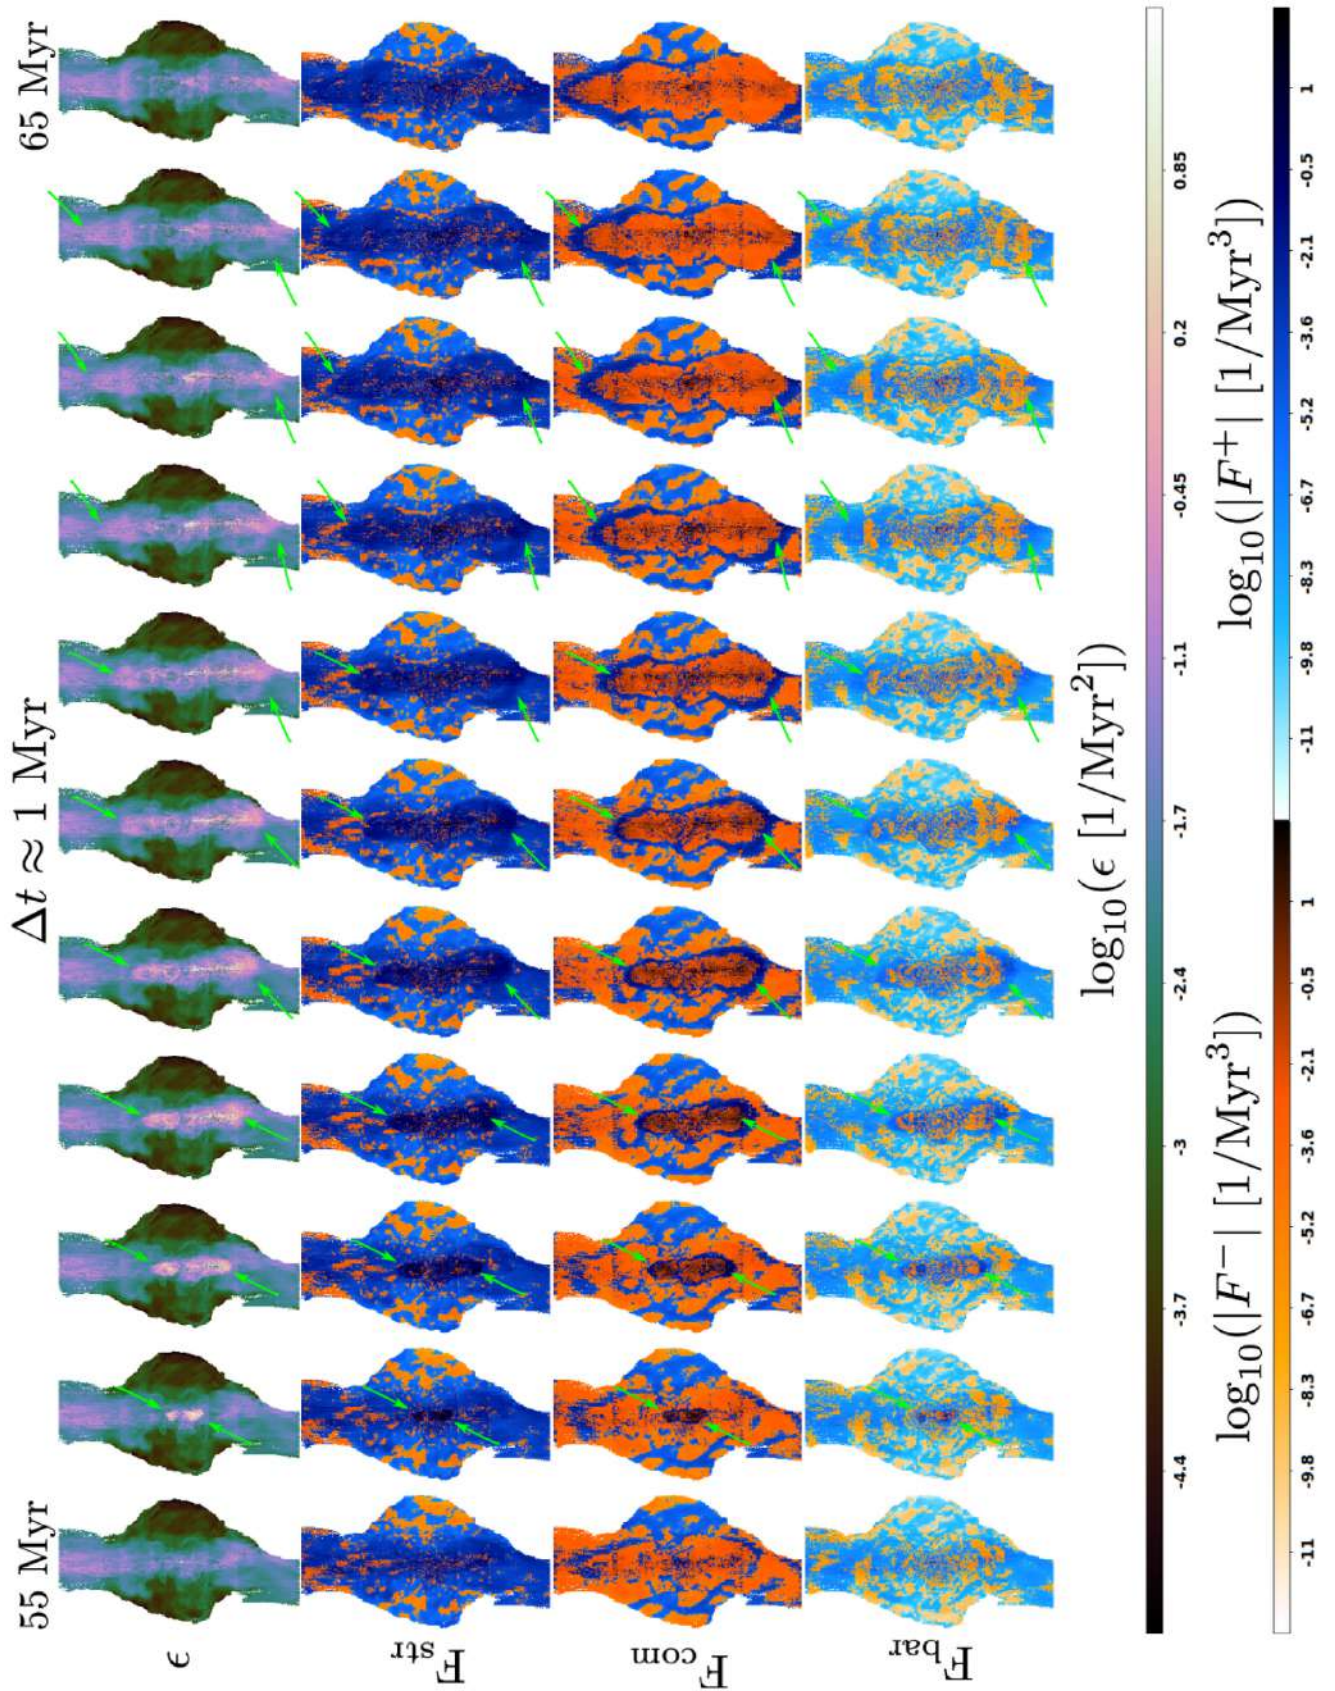 Δt ≈ 1 Myr
55 Myr 65 Myr
ϵ
F_str
F_com
F_bar
-4.4 -3.7 -3 -2.4 -1.7 -1.1 -0.45 0.2 0.85
log₁₀(ϵ [1/Myr²])
log₁₀(|F⁻| [1/Myr³]) log₁₀(|F⁺| [1/Myr³])
-11 -9.8 -8.3 -6.7 -5.2 -3.6 -2.1 -0.5 1 -11 -9.8 -8.3 -6.7 -5.2 -3.6 -2.1 -0.5 1